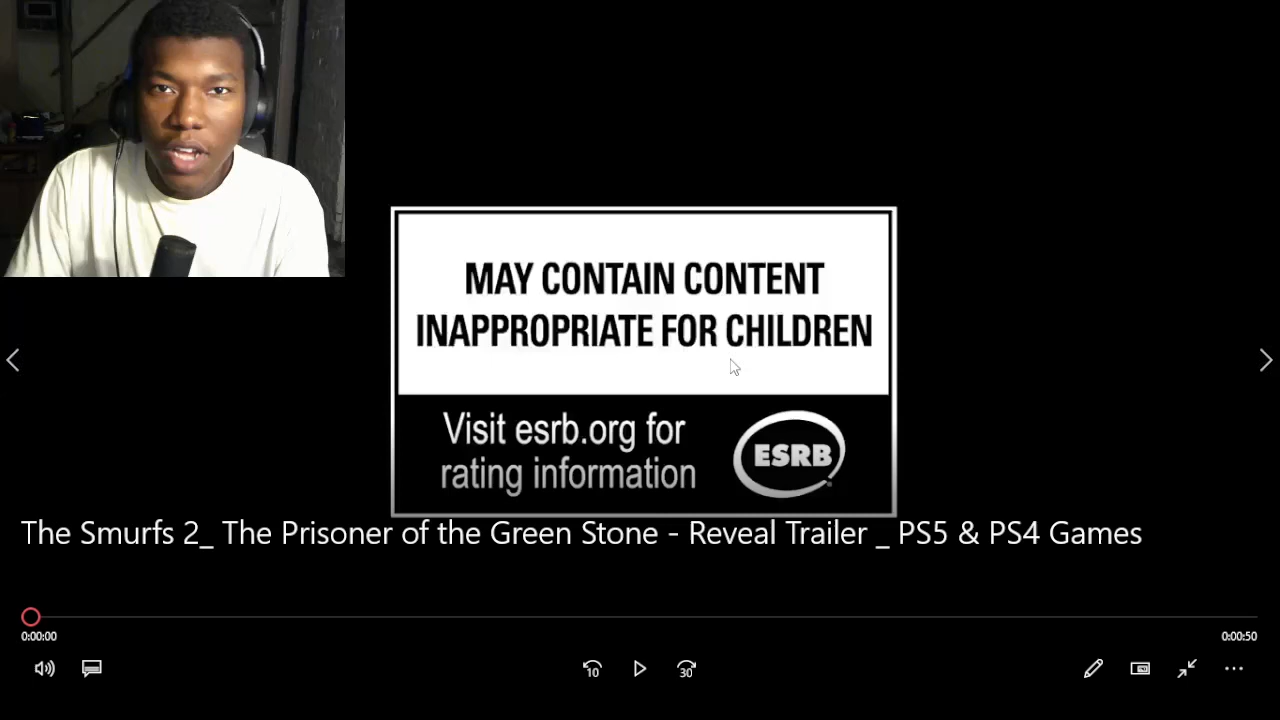 MAY CONTAIN CONTENT
INAPPROPRIATE FOR CHILDREN
Visit esrb.org for
rating information
ESRB
The Smurfs 2_ The Prisoner of the Green Stone - Reveal Trailer _ PS5 & PS4 Games
0:00:00
0:00:50
10
30